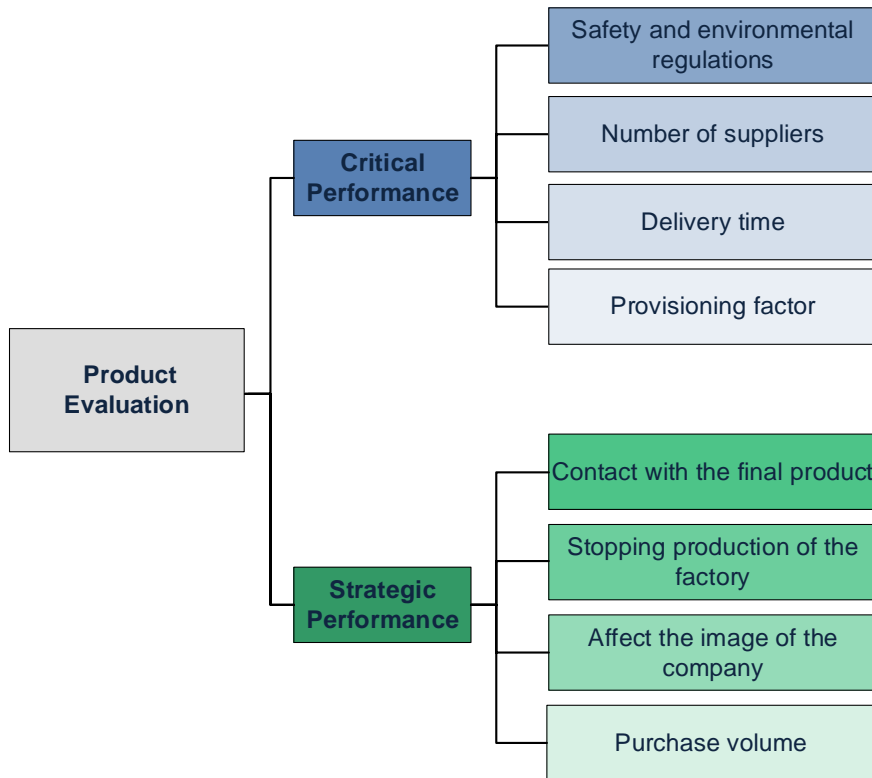 Safety and environmental
regulations
Number of suppliers
Critical
Performance
Delivery time
Provisioning factor
Product
Evaluation
Contact with the final product
Stopping production of the
factory
Strategic
Performance
Affect the image of the
company
Purchase volume